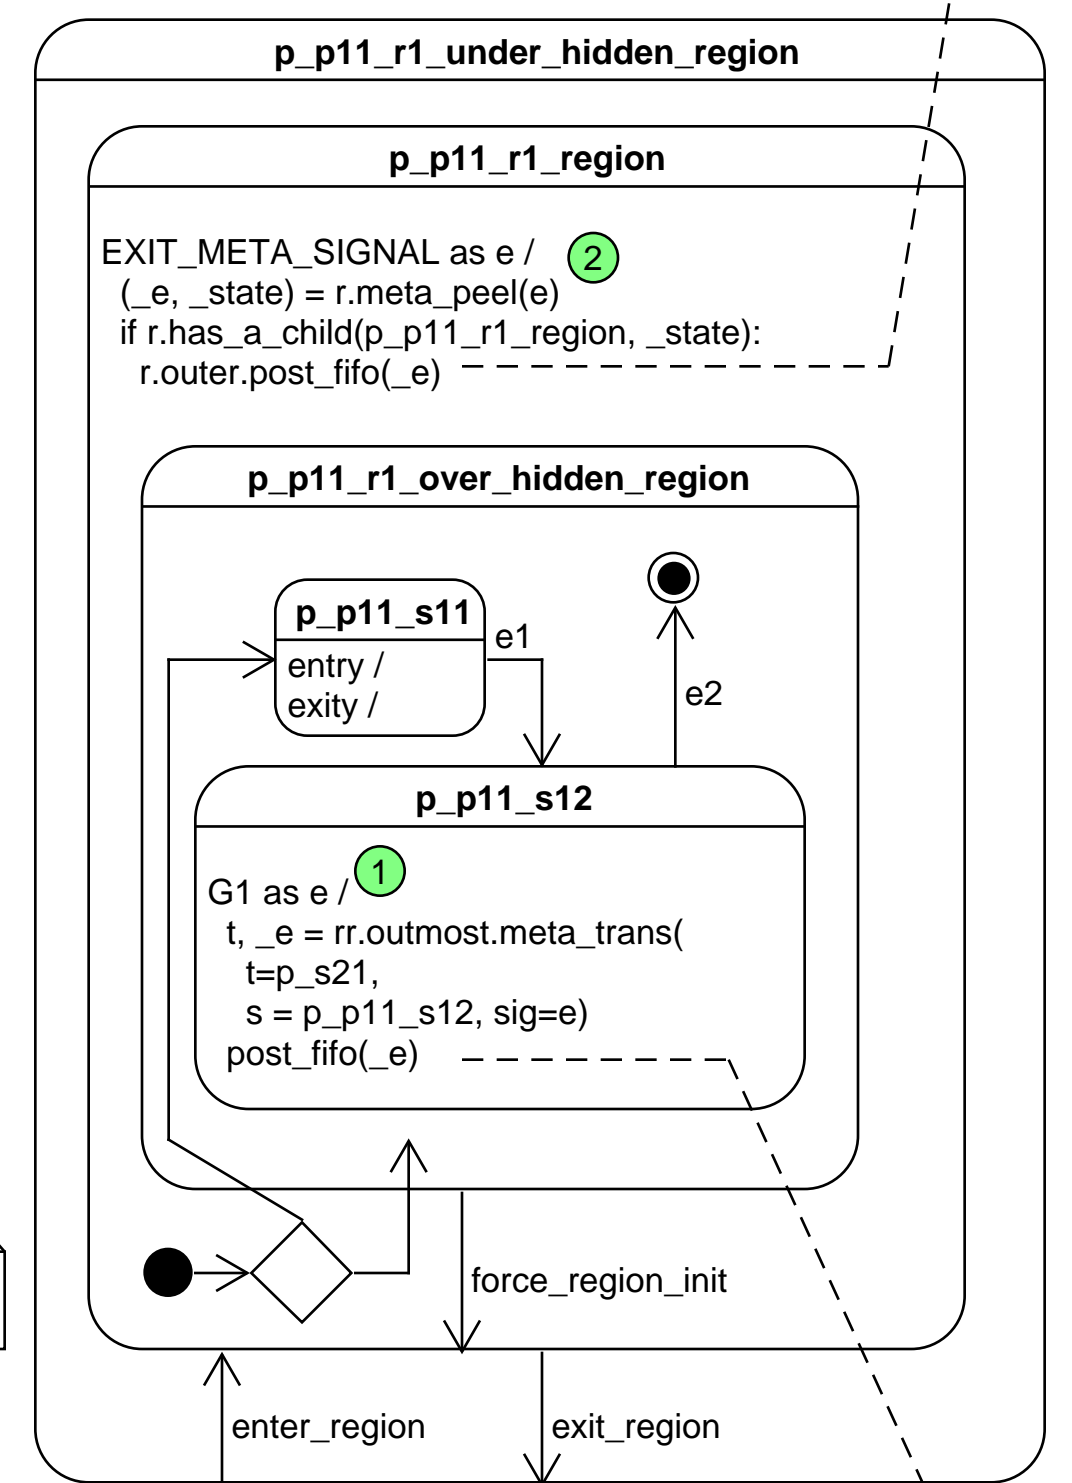 p_p11_r1_under_hidden_region
p_p11_r1_region
EXIT_META_SIGNAL as e /
2
(_e, _state) = r.meta_peel(e)
if r.has_a_child(p_p11_r1_region, _state):
r.outer.post_fifo(_e)
p_p11_r1_over_hidden_region
p_p11_s11
e1
entry /
exity /
e2
p_p11_s12
1
G1 as e /
t, _e = rr.outmost.meta_trans(
t=p_s21,
s = p_p11_s12, sig=e)
post_fifo(_e)
force_region_init
enter_region
exit_region